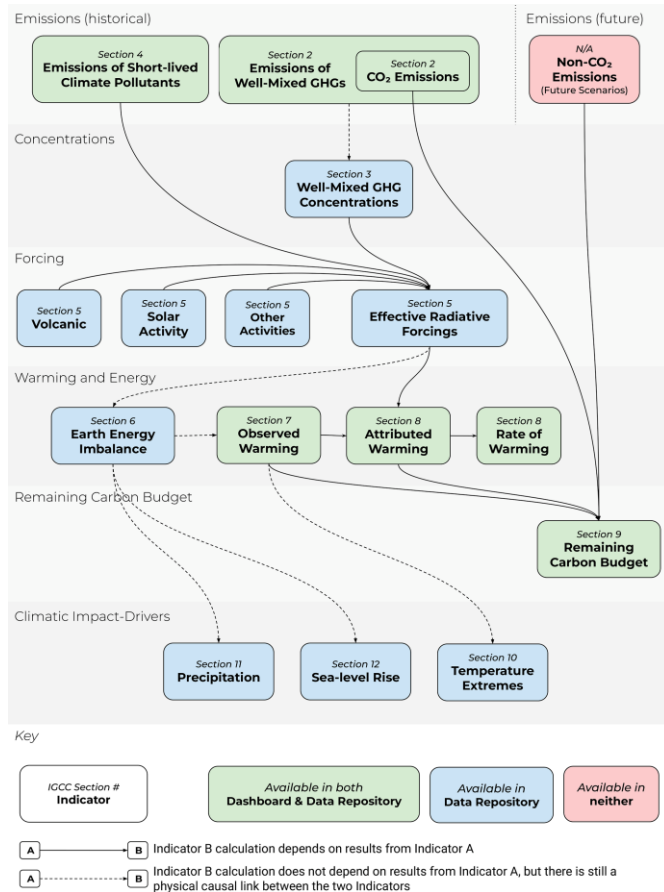 Emissions (historical)
Emissions (future)
Section 4
Emissions of Short-lived
Climate Pollutants
Section 2
Emissions of
Well-Mixed GHGs
Section 2
CO₂ Emissions
N/A
Non-CO₂
Emissions
(Future Scenarios)
Concentrations
Section 3
Well-Mixed GHG
Concentrations
Forcing
Section 5
Volcanic
Section 5
Solar
Activity
Section 5
Other
Activities
Section 5
Effective Radiative
Forcings
Warming and Energy
Section 6
Earth Energy
Imbalance
Section 7
Observed
Warming
Section 8
Attributed
Warming
Section 8
Rate of
Warming
Remaining Carbon Budget
Section 9
Remaining
Carbon Budget
Climatic Impact-Drivers
Section 11
Precipitation
Section 12
Sea-level Rise
Section 10
Temperature
Extremes
Key
IGCC Section #
Indicator
Available in both
Dashboard & Data Repository
Available in
Data Repository
Available in
neither
A B Indicator B calculation depends on results from Indicator A
A B Indicator B calculation does not depend on results from Indicator A, but there is still a
physical causal link between the two Indicators